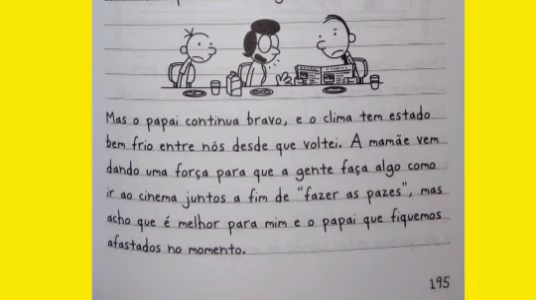 Mas o papai continua bravo, e o clima tem estado
bem frio entre nós desde que voltei. A mamãe vem
dando uma força para que a gente faça algo como
ir ao cinema juntos a fim de "fazer as pazes", mas
acho que é melhor para mim e o papai que fiquemos
afastados no momento.
195